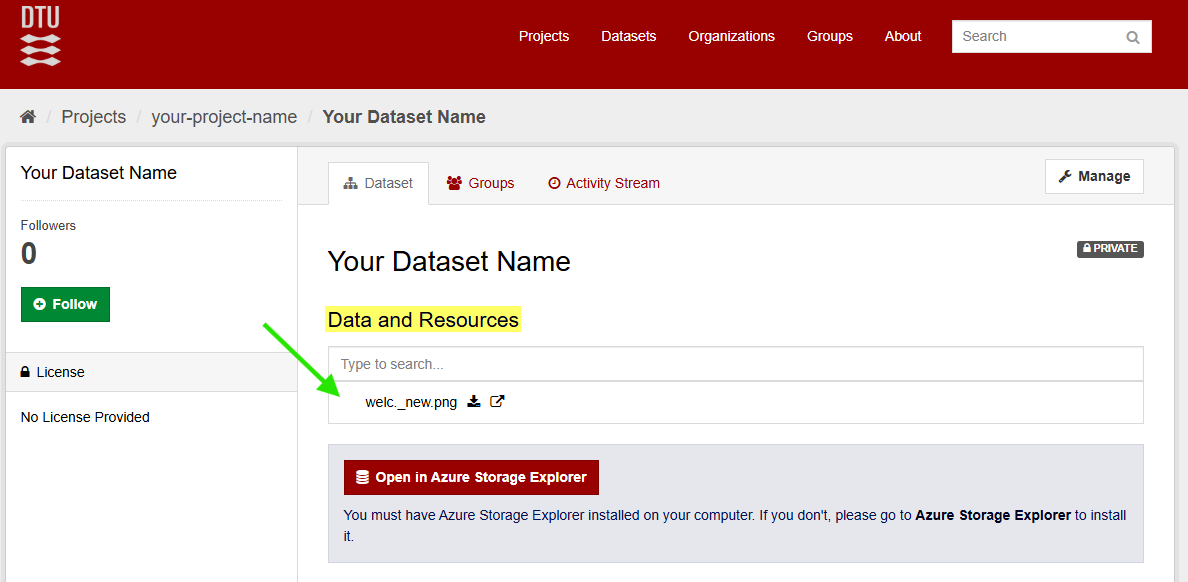 DTU
Projects Datasets Organizations Groups About Search
/ Projects / your-project-name / Your Dataset Name
Your Dataset Name
Followers
0
Follow
License
No License Provided
Dataset Groups Activity Stream Manage
Your Dataset Name PRIVATE
Data and Resources
Type to search...
welc._new.png
Open in Azure Storage Explorer
You must have Azure Storage Explorer installed on your computer. If you don't, please go to Azure Storage Explorer to install
it.